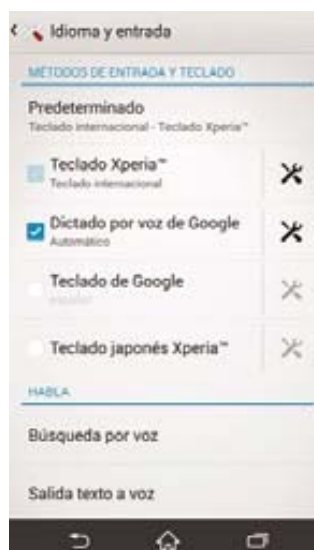 Idioma y entrada
MÉTODOS DE ENTRADA Y TECLADO
Predeterminado
Teclado internacional - Teclado Xperia™
Teclado Xperia™
Teclado internacional
Dictado por voz de Google
Automático
Teclado de Google
Teclado japonés Xperia™
HABLA
Búsqueda por voz
Salida texto a voz